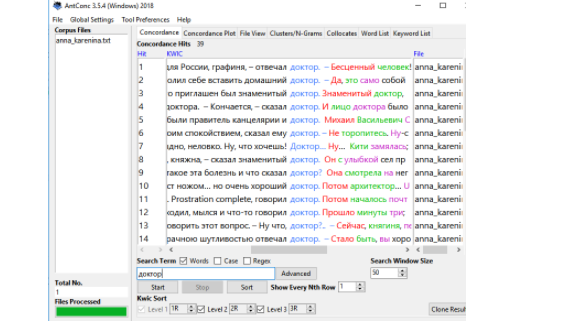 AntConc 3.5.4 (Windows) 2018
File Global Settings Tool Preferences Help
Corpus Files
anna_karenina.txt
Concordance Concordance Plot File View Clusters/N-Grams Collocates Word List Keyword List
Concordance Hits 39
Hit KWIC File
1 для России, графиня, – отвечал доктор. – Бесценный человек! anna_karenin
2 олил себе вставить домашний доктор. – Да, это само собой anna_karenin
3 о приглашен был знаменитый доктор. Знаменитый доктор, anna_karenin
4 доктора. – Кончается, – сказал доктор. И лицо доктора было anna_karenin
5 были правитель канцелярии и доктор. Михаил Васильевич С anna_karenin
6 оим спокойствием, сказал ему доктор. – Не торопитесь. Ну-с anna_karenin
7 дно, неловко. Ну, что хочешь! Доктор... Ну... Кити замялась; anna_karenin
8 , княжна, – сказал знаменитый доктор. Он с улыбкой сел пр anna_karenin
9 такое эта болезнь и что сказал доктор? Она смотрела на нег anna_karenin
10 ст ножом... но очень хороший доктор. Потом архитектор... U anna_karenin
11 . Prostration complete, говорил доктор. Потом началось почт anna_karenin
12 ходил, мылся и что-то говорил доктор. Прошло минуты три; anna_karenin
13 оворить этот вопрос. – Ну что, доктор?.. – Сейчас, княгиня, пе anna_karenin
14 рачною шутливостью отвечал доктор. – Стало быть, вы хоро anna_karenin
Search Term Words Case Regex Search Window Size
доктор Advanced 50
Start Stop Sort Show Every Nth Row 1
Kwic Sort
Level 1 1R Level 2 2R Level 3 3R Clone Resul
Total No.
1
Files Processed